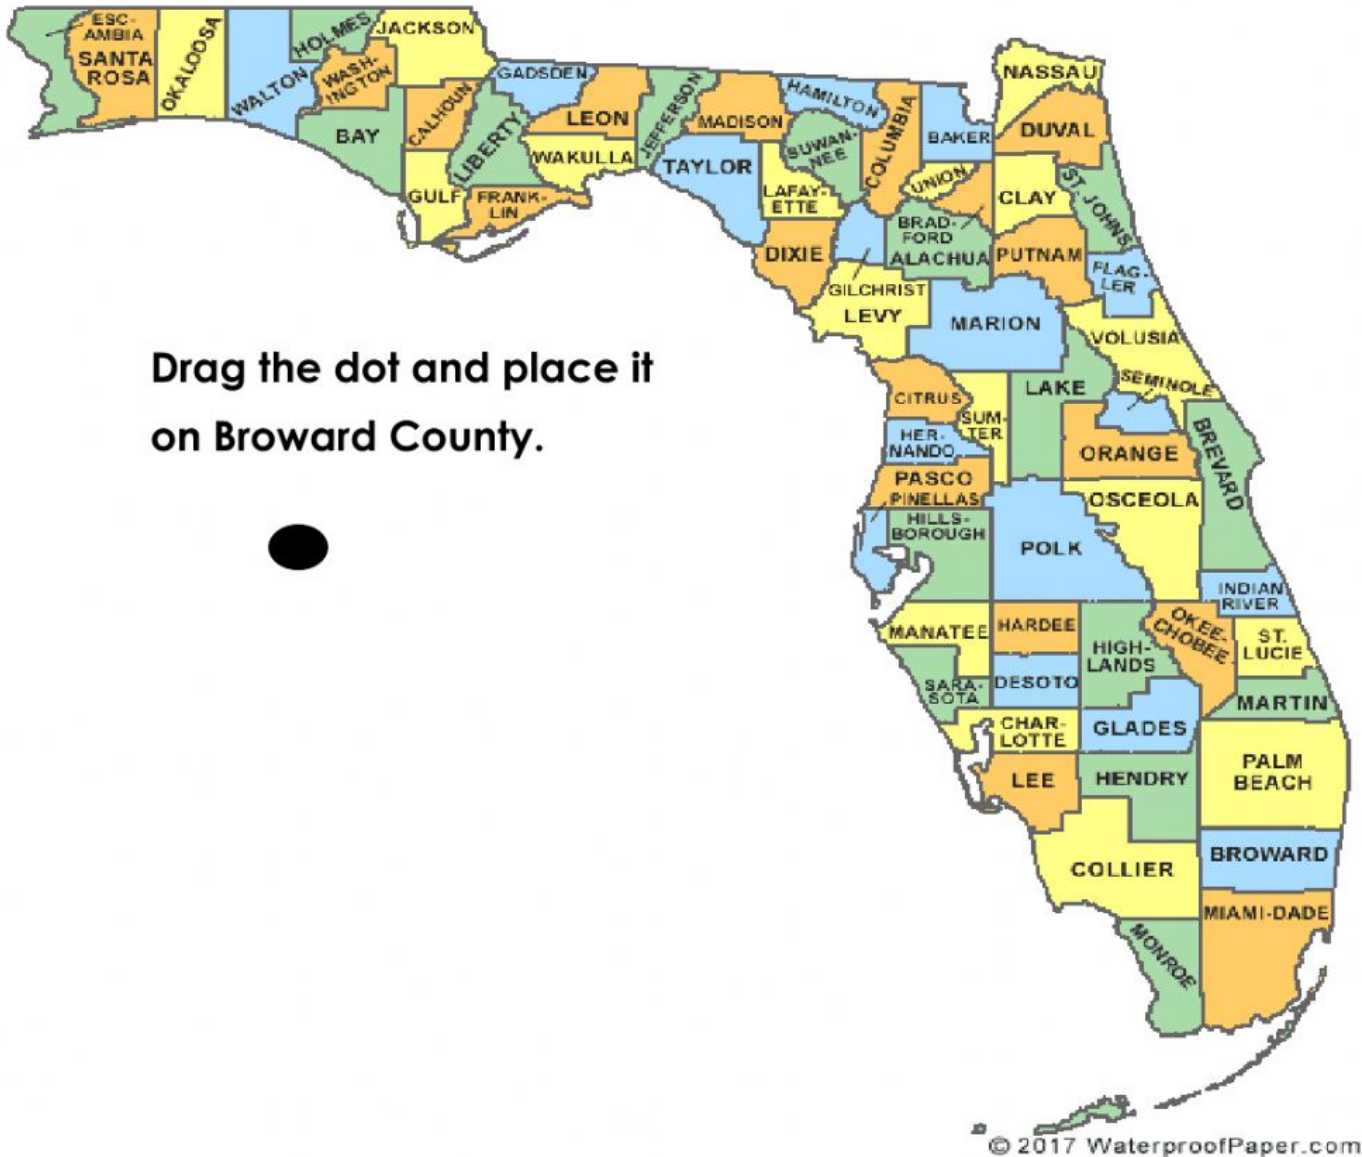 ESC-
AMBIA
SANTA
ROSA
OKALOOSA
WALTON
HOLMES
WASH-
INGTON
JACKSON
BAY
CALHOUN
GULF
LIBERTY
GADSDEN
FRANK-
LIN
LEON
WAKULLA
JEFFERSON
MADISON
TAYLOR
HAMILTON
SUWAN-
NEE
LAFAY-
ETTE
DIXIE
COLUMBIA
BAKER
NASSAU
DUVAL
UNION
CLAY
ST. JOHNS
BRAD-
FORD
ALACHUA
PUTNAM
FLAG-
LER
GILCHRIST
LEVY
MARION
VOLUSIA
Drag the dot and place it
on Broward County.
CITRUS
SUM-
TER
LAKE
SEMINOLE
HER-
NANDO
ORANGE
BREVARD
PASCO
PINELLAS
OSCEOLA
HILLS-
BOROUGH
POLK
INDIAN
RIVER
MANATEE
HARDEE
HIGH-
LANDS
OKEE-
CHOBEE
ST.
LUCIE
SARA-
SOTA
DESOTO
MARTIN
CHAR-
LOTTE
GLADES
LEE
HENDRY
PALM
BEACH
COLLIER
BROWARD
MIAMI-DADE
MONROE
© 2017 WaterproofPaper.com